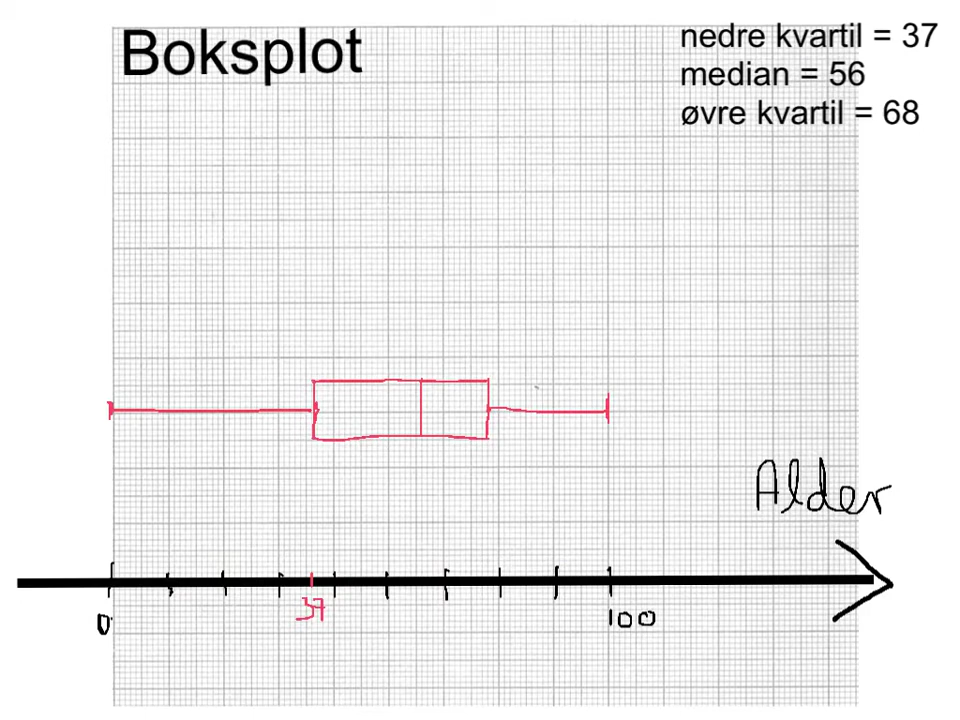 Boksplot
nedre kvartil = 37
median = 56
øvre kvartil = 68
Alder
37
0
100